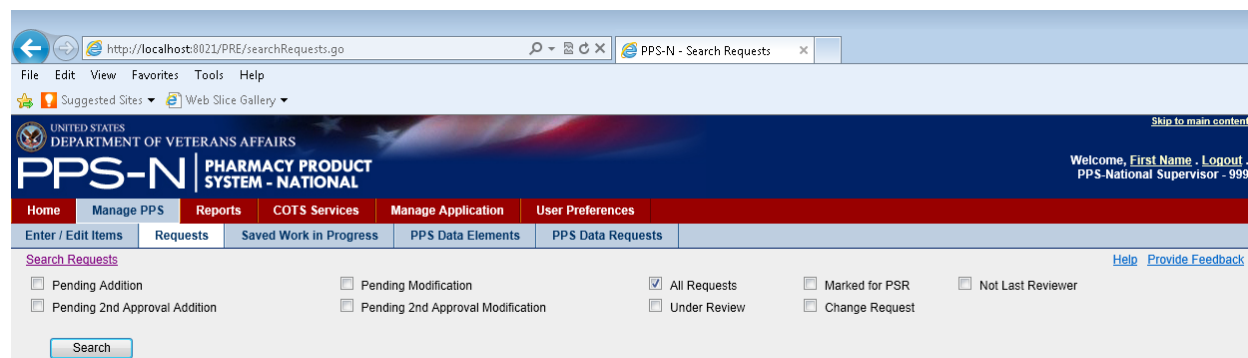 http://localhost:8021/PRE/searchRequests.go
PPS-N - Search Requests
File Edit View Favorites Tools Help
Suggested Sites Web Slice Gallery
Skip to main content
UNITED STATES
DEPARTMENT OF VETERANS AFFAIRS
PPS-N PHARMACY PRODUCT
SYSTEM - NATIONAL
Welcome, First Name . Logout .
PPS-National Supervisor - 999
Home Manage PPS Reports COTS Services Manage Application User Preferences
Enter / Edit Items Requests Saved Work in Progress PPS Data Elements PPS Data Requests
Search Requests Help Provide Feedback
Pending Addition Pending Modification All Requests Marked for PSR Not Last Reviewer
Pending 2nd Approval Addition Pending 2nd Approval Modification Under Review Change Request
Search